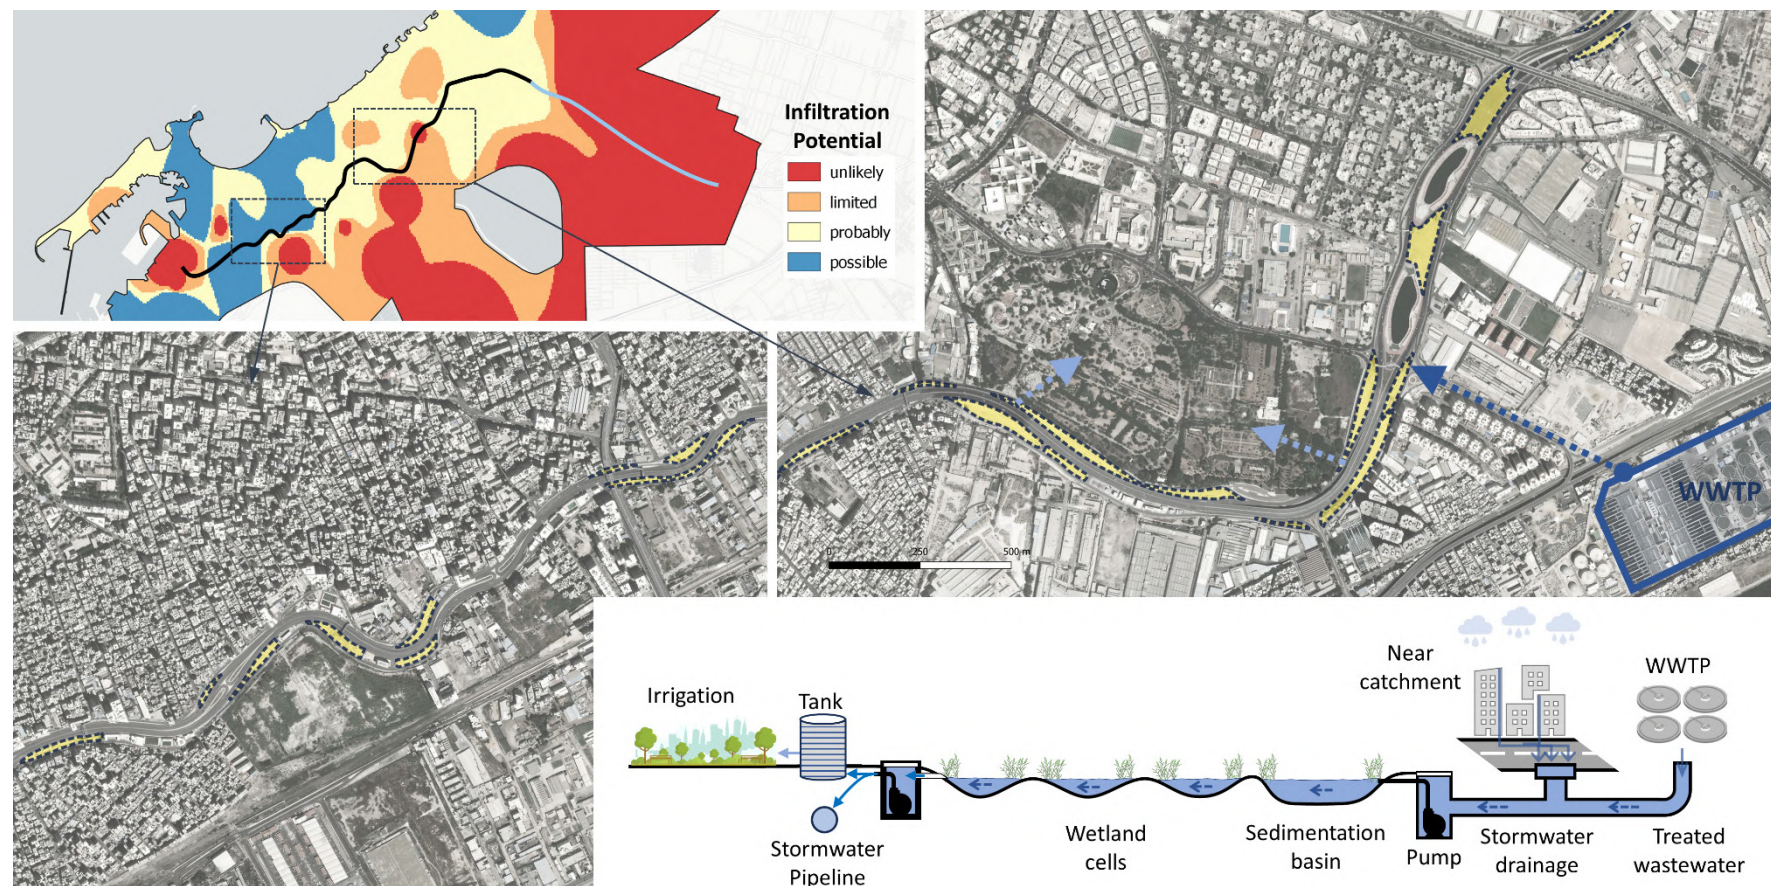 Infiltration
Potential
unlikely
limited
probably
possible
WWTP
0 250 500 m
Near
catchment
WWTP
Irrigation
Tank
Stormwater
Pipeline
Wetland
cells
Sedimentation
basin
Pump
Stormwater
drainage
Treated
wastewater